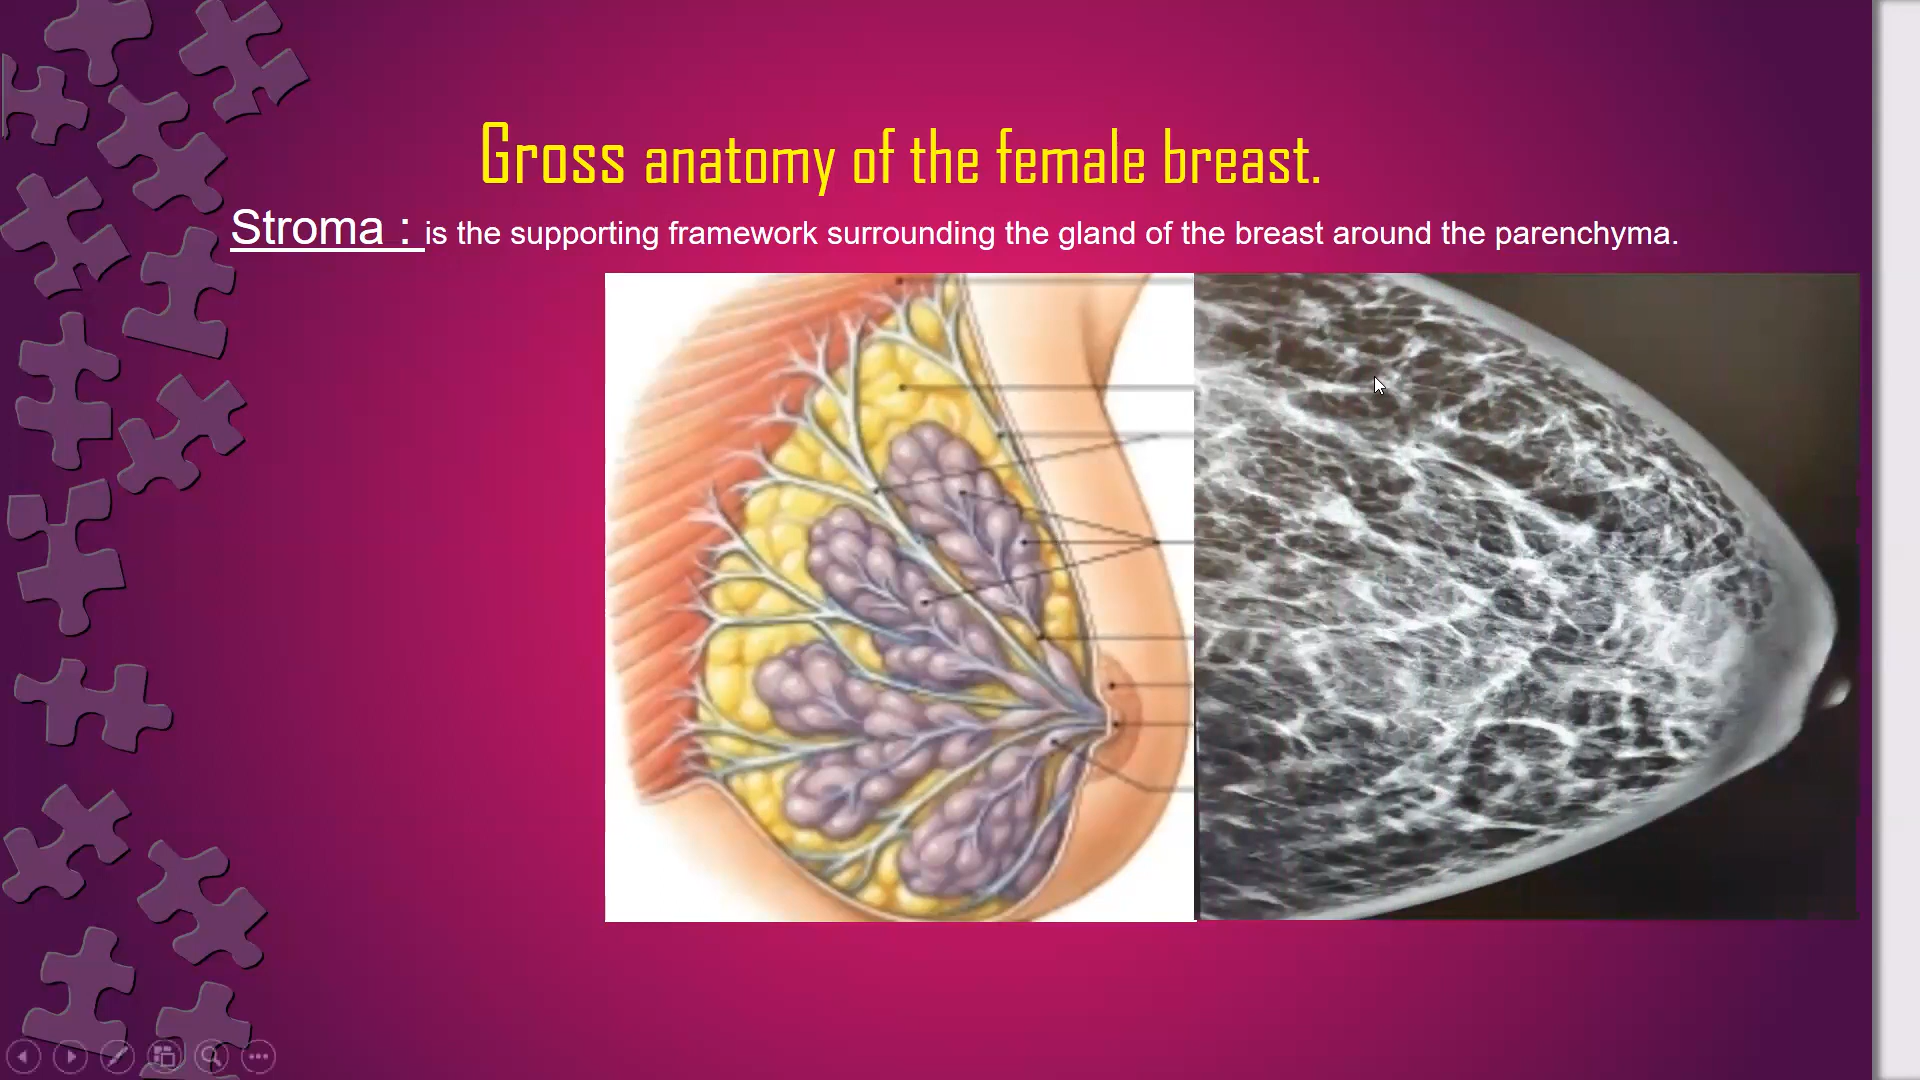 Gross anatomy of the female breast.
Stroma : is the supporting framework surrounding the gland of the breast around the parenchyma.